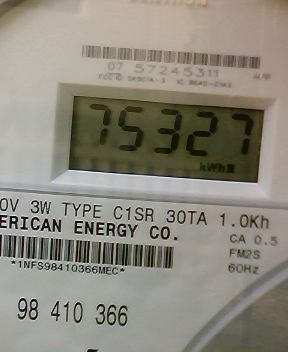 07 57245311
75327
kWh
0V 3W TYPE C1SR 30TA 1.0Kh
ERICAN ENERGY CO.
CA 0.5
FM2S
*1NFS98410366MEC*
60Hz
98 410 366